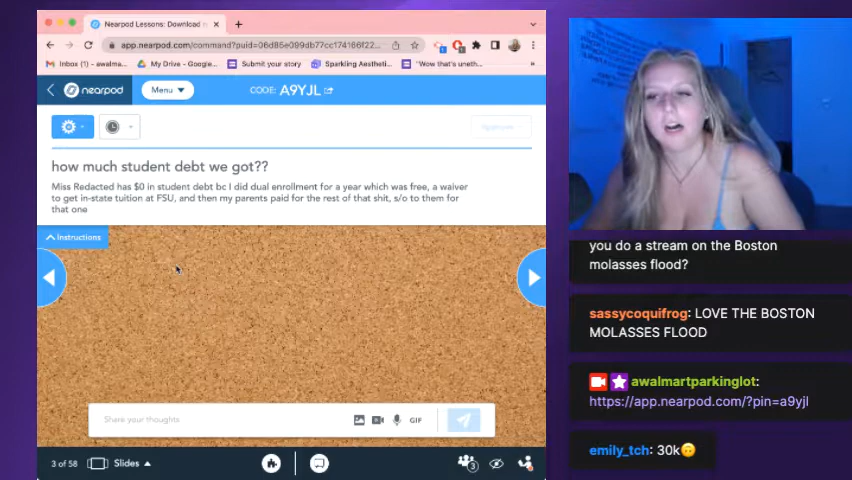 Nearpod Lessons: Download r
app.nearpod.com/command?puid=06d85e099db77cc174166f22...
Inbox (1) - awalma...
My Drive - Google...
Submit your story
Sparkling Aesthetic...
"Wow that's uneth...
nearpod
Menu
CODE: A9YJL
Approve
how much student debt we got??
Miss Redacted has $0 in student debt bc I did dual enrollment for a year which was free, a waiver
to get in-state tuition at FSU, and then my parents paid for the rest of that shit, s/o to them for
that one
Instructions
Share your thoughts
GIF
3 of 58
Slides
3
you do a stream on the Boston
molasses flood?
sassycoquifrog: LOVE THE BOSTON
MOLASSES FLOOD
awalmartparkinglot:
https://app.nearpod.com/?pin=a9yjl
emily_tch: 30k🙃